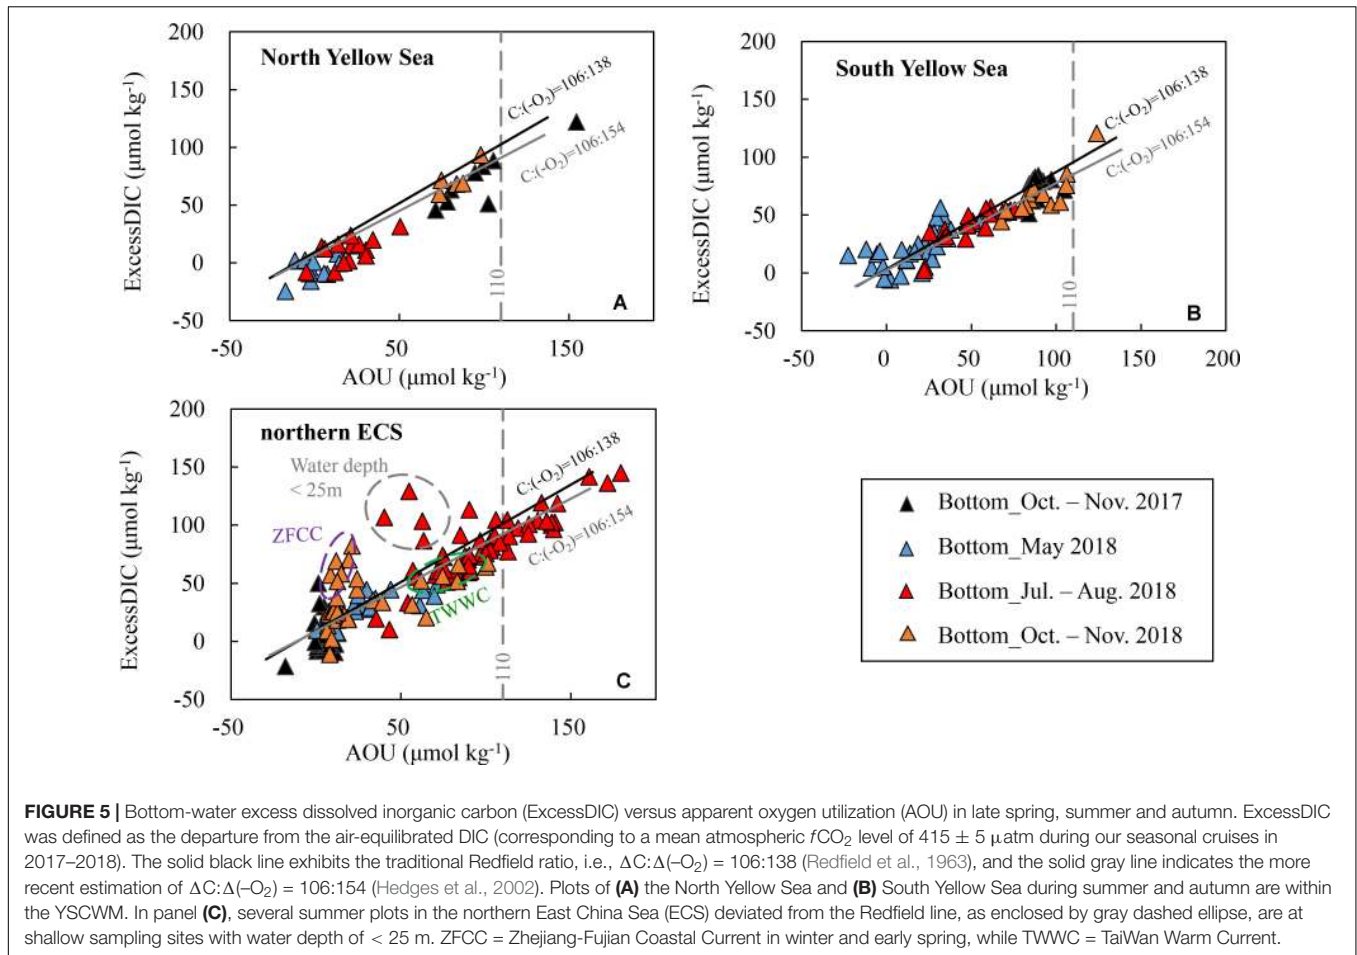 200
150
100
50
0
-50
ExcessDIC (μmol kg-1)
North Yellow Sea
C:(-O2)=106:138
C:(-O2)=106:154
110
A
-50
50
150
AOU (μmol kg-1)
200
150
100
50
0
-50
ExcessDIC (μmol kg-1)
South Yellow Sea
C:(-O2)=106:138
C:(-O2)=106:154
110
B
-50
0
50
100
150
200
AOU (μmol kg-1)
200
150
100
50
0
-50
ExcessDIC (μmol kg-1)
northern ECS
Water depth
< 25m
ZFCC
TWWC
C:(-O2)=106:138
C:(-O2)=106:154
110
C
-50
50
150
AOU (μmol kg-1)
Bottom_Oct. – Nov. 2017
Bottom_May 2018
Bottom_Jul. – Aug. 2018
Bottom_Oct. – Nov. 2018
FIGURE 5 | Bottom-water excess dissolved inorganic carbon (ExcessDIC) versus apparent oxygen utilization (AOU) in late spring, summer and autumn. ExcessDIC
was defined as the departure from the air-equilibrated DIC (corresponding to a mean atmospheric fCO2 level of 415 ± 5 μatm during our seasonal cruises in
2017–2018). The solid black line exhibits the traditional Redfield ratio, i.e., ΔC:Δ(–O2) = 106:138 (Redfield et al., 1963), and the solid gray line indicates the more
recent estimation of ΔC:Δ(–O2) = 106:154 (Hedges et al., 2002). Plots of (A) the North Yellow Sea and (B) South Yellow Sea during summer and autumn are within
the YSCWM. In panel (C), several summer plots in the northern East China Sea (ECS) deviated from the Redfield line, as enclosed by gray dashed ellipse, are at
shallow sampling sites with water depth of < 25 m. ZFCC = Zhejiang-Fujian Coastal Current in winter and early spring, while TWWC = TaiWan Warm Current.